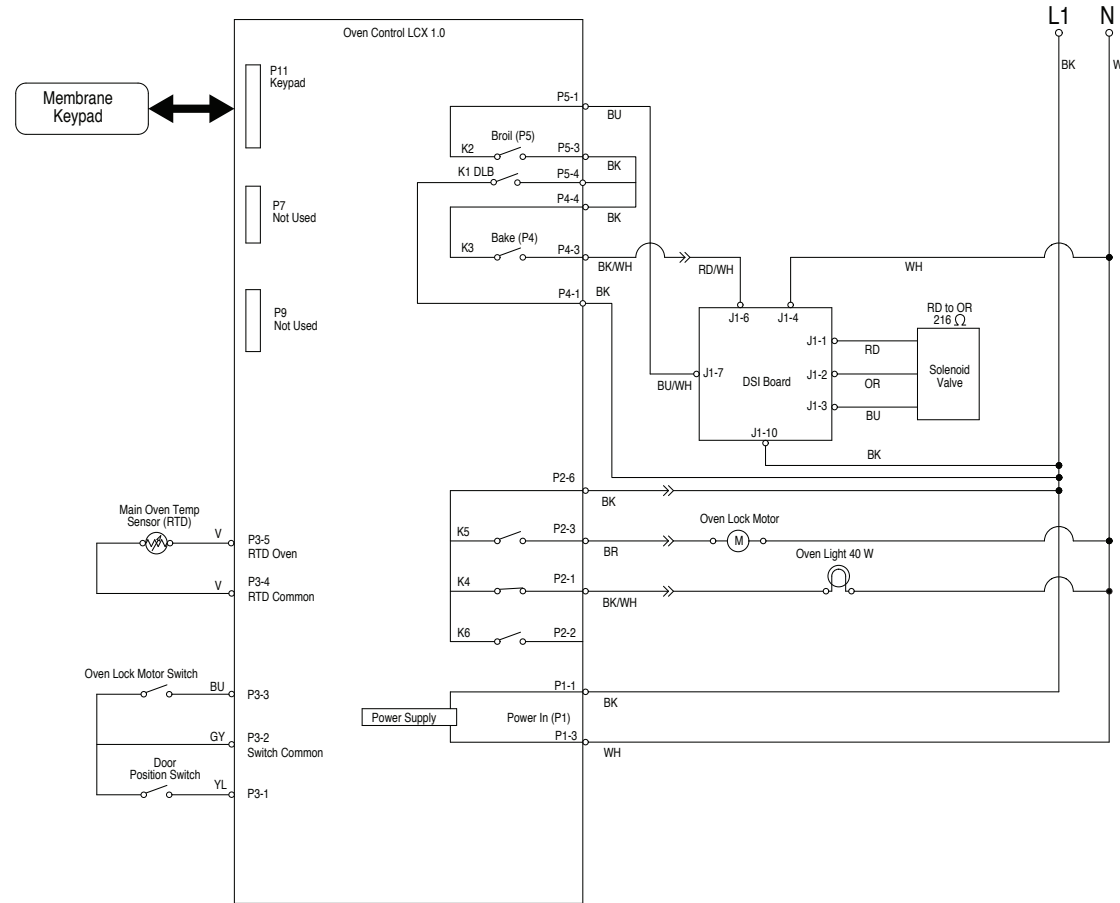 L1 N
Oven Control LCX 1.0
BK
W
P11
Keypad
Membrane
Keypad
P5-1
BU
Broil (P5)
K2
P5-3
BK
K1 DLB
P5-4
P7
Not Used
P4-4
BK
Bake (P4)
K3
P4-3
BK/WH
RD/WH
WH
P4-1
BK
P9
Not Used
J1-6
J1-4
RD to OR
216 Ω
J1-1
RD
Solenoid
Valve
J1-7
BU/WH
DSI Board
J1-2
OR
J1-3
BU
J1-10
BK
P2-6
BK
Main Oven Temp
Sensor (RTD)
V
P3-5
RTD Oven
K5
P2-3
BR
Oven Lock Motor
M
Oven Light 40 W
V
P3-4
RTD Common
K4
P2-1
BK/WH
K6
P2-2
Oven Lock Motor Switch
BU
P3-3
P1-1
BK
Power Supply
Power In (P1)
P1-3
WH
GY
P3-2
Switch Common
Door
Position Switch
YL
P3-1